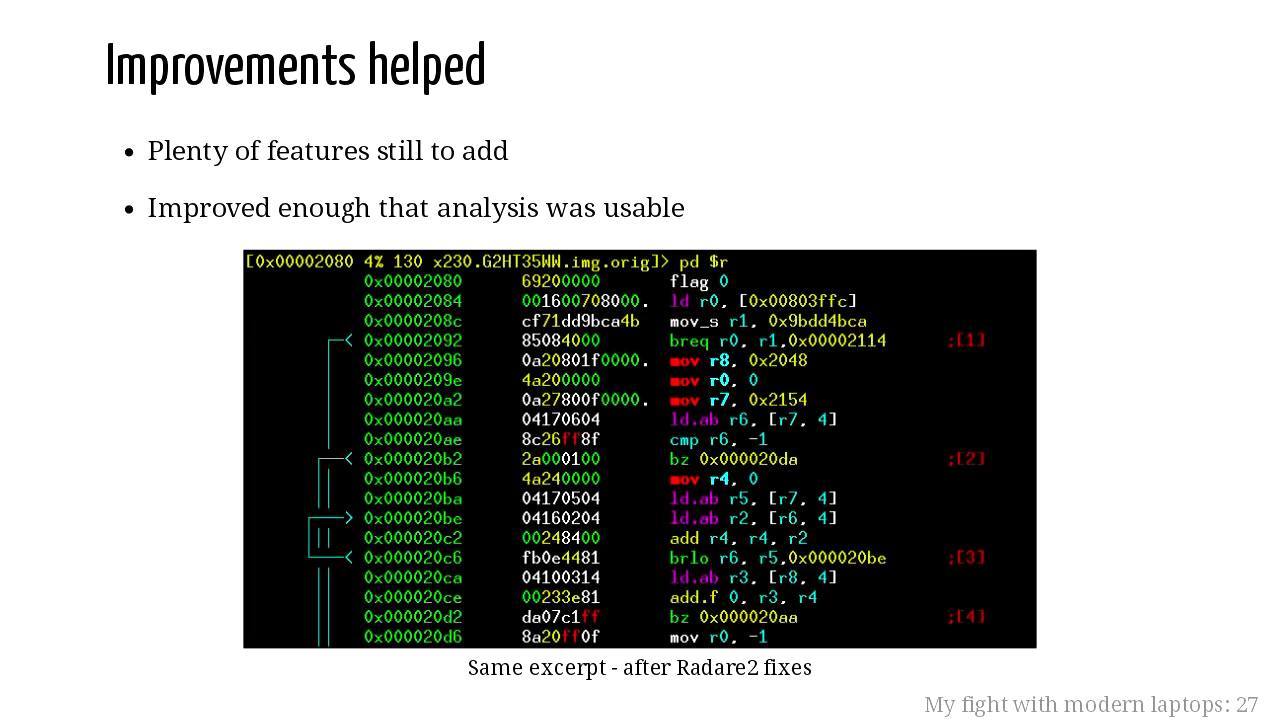 Improvements helped
• Plenty of features still to add
• Improved enough that analysis was usable
[0x00002080 4% 130 x230.G2HT35WW.img.orig]> pd $r
0x00002080 69200000 flag 0
0x00002084 001600708000. ld r0, [0x00803ffc]
0x0000208c cf71dd9bca4b mov_s r1, 0x9bdd4bca
0x00002092 85084000 breq r0, r1,0x00002114 ;[1]
0x00002096 0a20801f0000. mov r8, 0x2048
0x0000209e 4a200000 mov r0, 0
0x000020a2 0a27800f0000. mov r7, 0x2154
0x000020aa 04170604 ld.ab r6, [r7, 4]
0x000020ae 8c26ff8f cmp r6, -1
0x000020b2 2a000100 bz 0x000020da ;[2]
0x000020b6 4a240000 mov r4, 0
0x000020ba 04170504 ld.ab r5, [r7, 4]
0x000020be 04160204 ld.ab r2, [r6, 4]
0x000020c2 00248400 add r4, r4, r2
0x000020c6 fb0e4481 brlo r6, r5,0x000020be ;[3]
0x000020ca 04100314 ld.ab r3, [r8, 4]
0x000020ce 00233e81 add.f 0, r3, r4
0x000020d2 da07c1ff bz 0x000020aa ;[4]
0x000020d6 8a20ff0f mov r0, -1
Same excerpt - after Radare2 fixes
My fight with modern laptops: 27